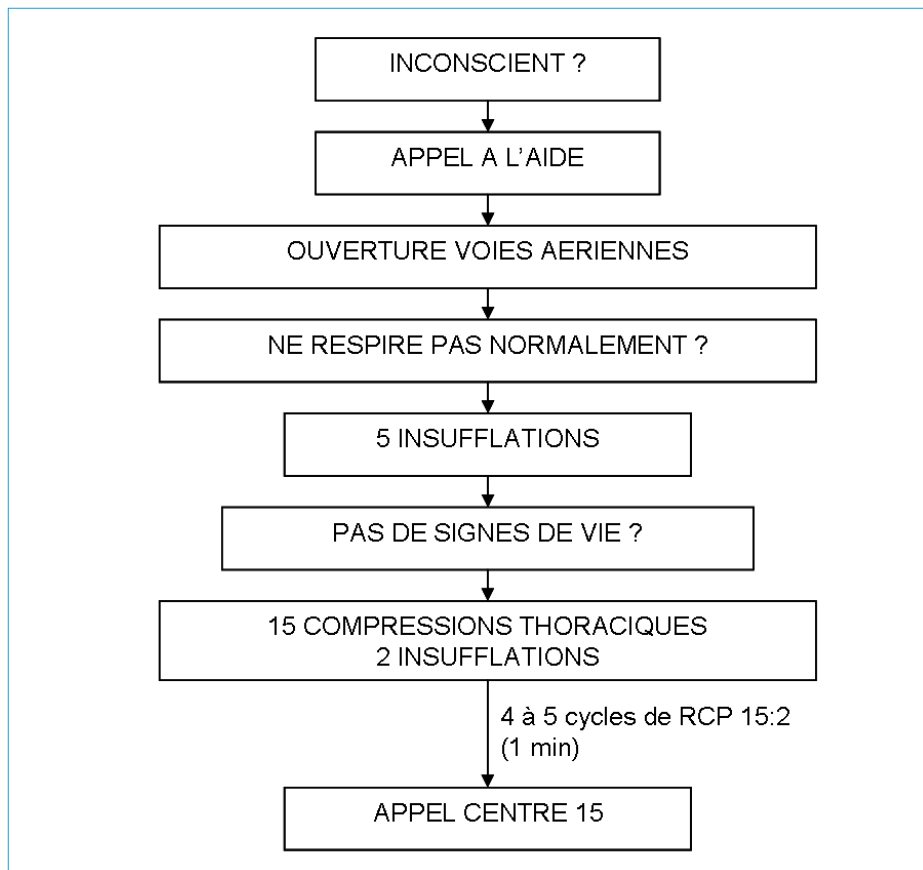 INCONSCIENT ?
APPEL A L'AIDE
OUVERTURE VOIES AERIENNES
NE RESPIRE PAS NORMALEMENT ?
5 INSUFFLATIONS
PAS DE SIGNES DE VIE ?
15 COMPRESSIONS THORACIQUES
2 INSUFFLATIONS
4 à 5 cycles de RCP 15:2
(1 min)
APPEL CENTRE 15